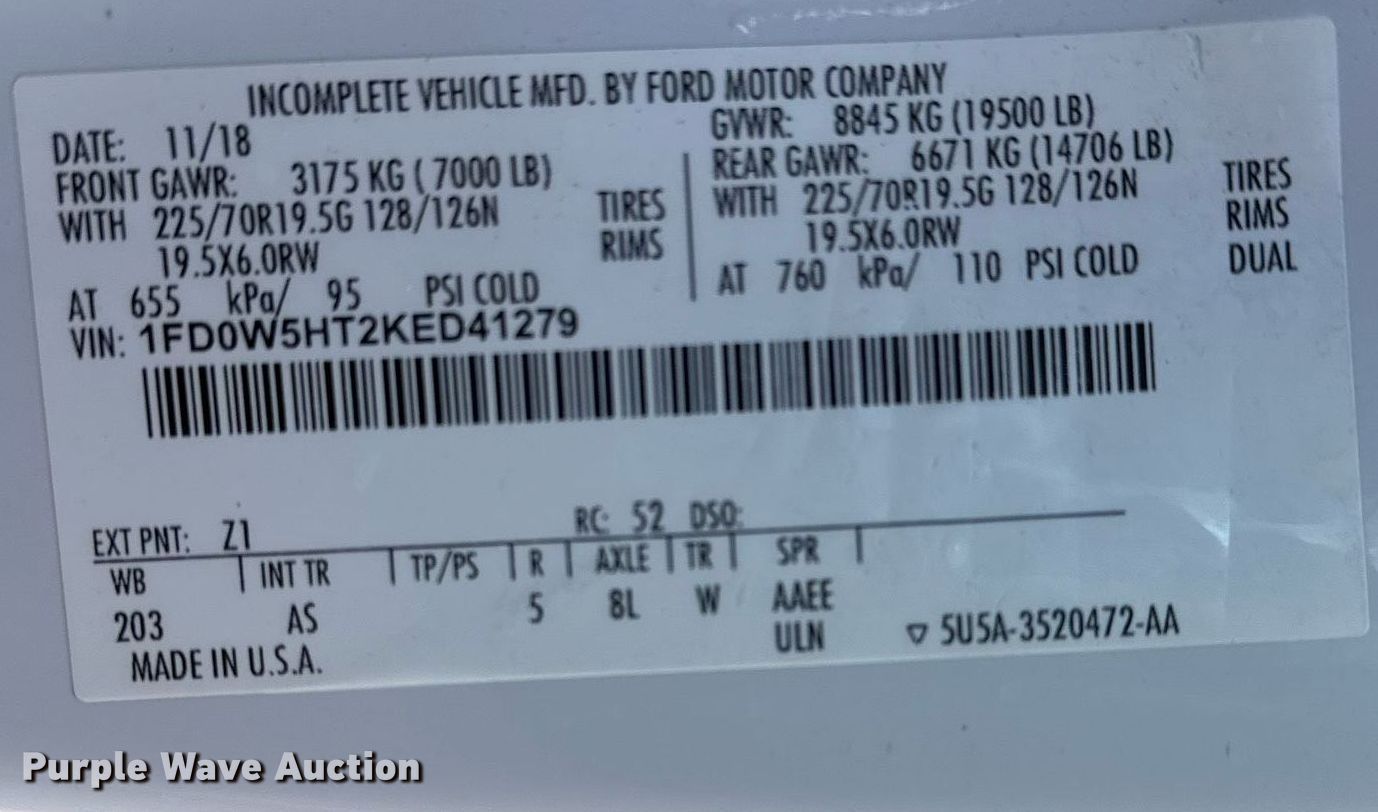 INCOMPLETE VEHICLE MFD. BY FORD MOTOR COMPANY
DATE: 11/18
GVWR: 8845 KG (19500 LB)
FRONT GAWR: 3175 KG ( 7000 LB)
REAR GAWR: 6671 KG (14706 LB)
WITH 225/70R19.5G 128/126N TIRES
WITH 225/70R19.5G 128/126N TIRES
19.5X6.0RW RIMS
19.5X6.0RW RIMS
AT 655 kPa/ 95 PSI COLD
AT 760 kPa/ 110 PSI COLD DUAL
VIN: 1FD0W5HT2KED41279
EXT PNT: Z1 RC: 52 DSO:
WB INT TR TP/PS R AXLE TR SPR
203 AS 5 8L W AAEE
ULN ▽ 5U5A-3520472-AA
MADE IN U.S.A.
Purple Wave Auction